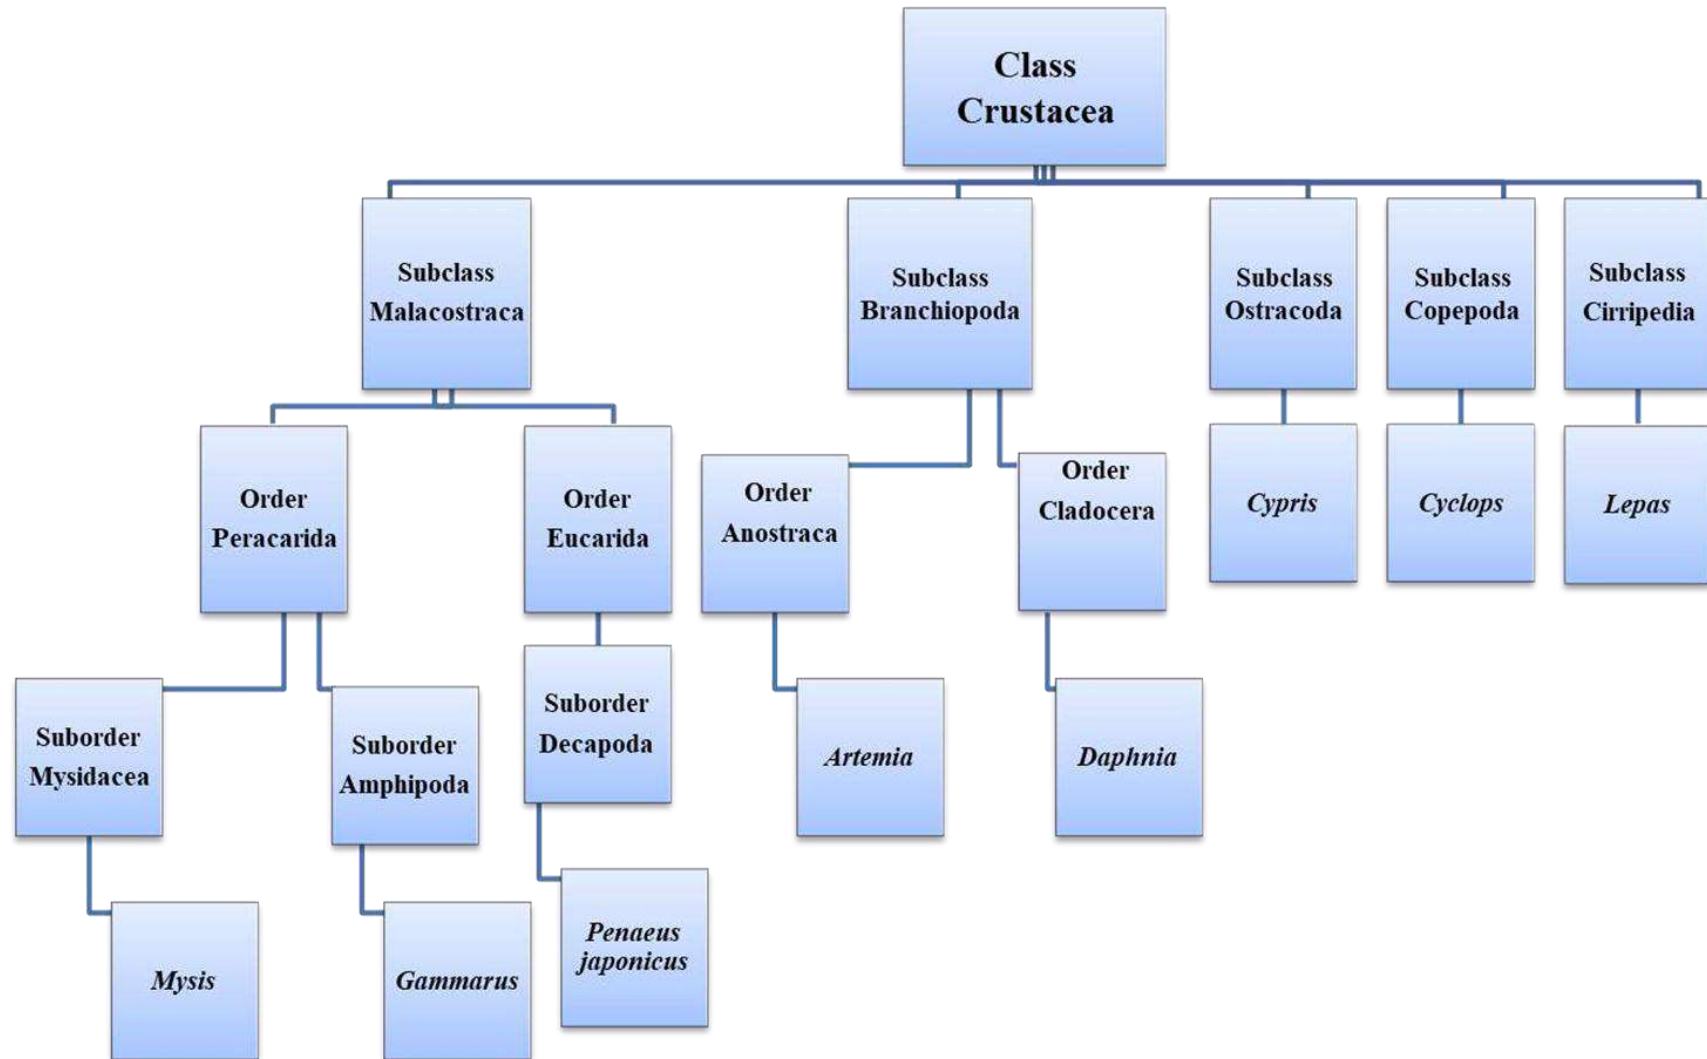 Class
Crustacea
Subclass
Malacostraca
Subclass
Branchiopoda
Subclass
Ostracoda
Subclass
Copepoda
Subclass
Cirripedia
Order
Peracarida
Order
Eucarida
Order
Anostraca
Order
Cladocera
Cypris
Cyclops
Lepas
Suborder
Mysidacea
Suborder
Amphipoda
Suborder
Decapoda
Artemia
Daphnia
Mysis
Gammarus
Penaeus
japonicus